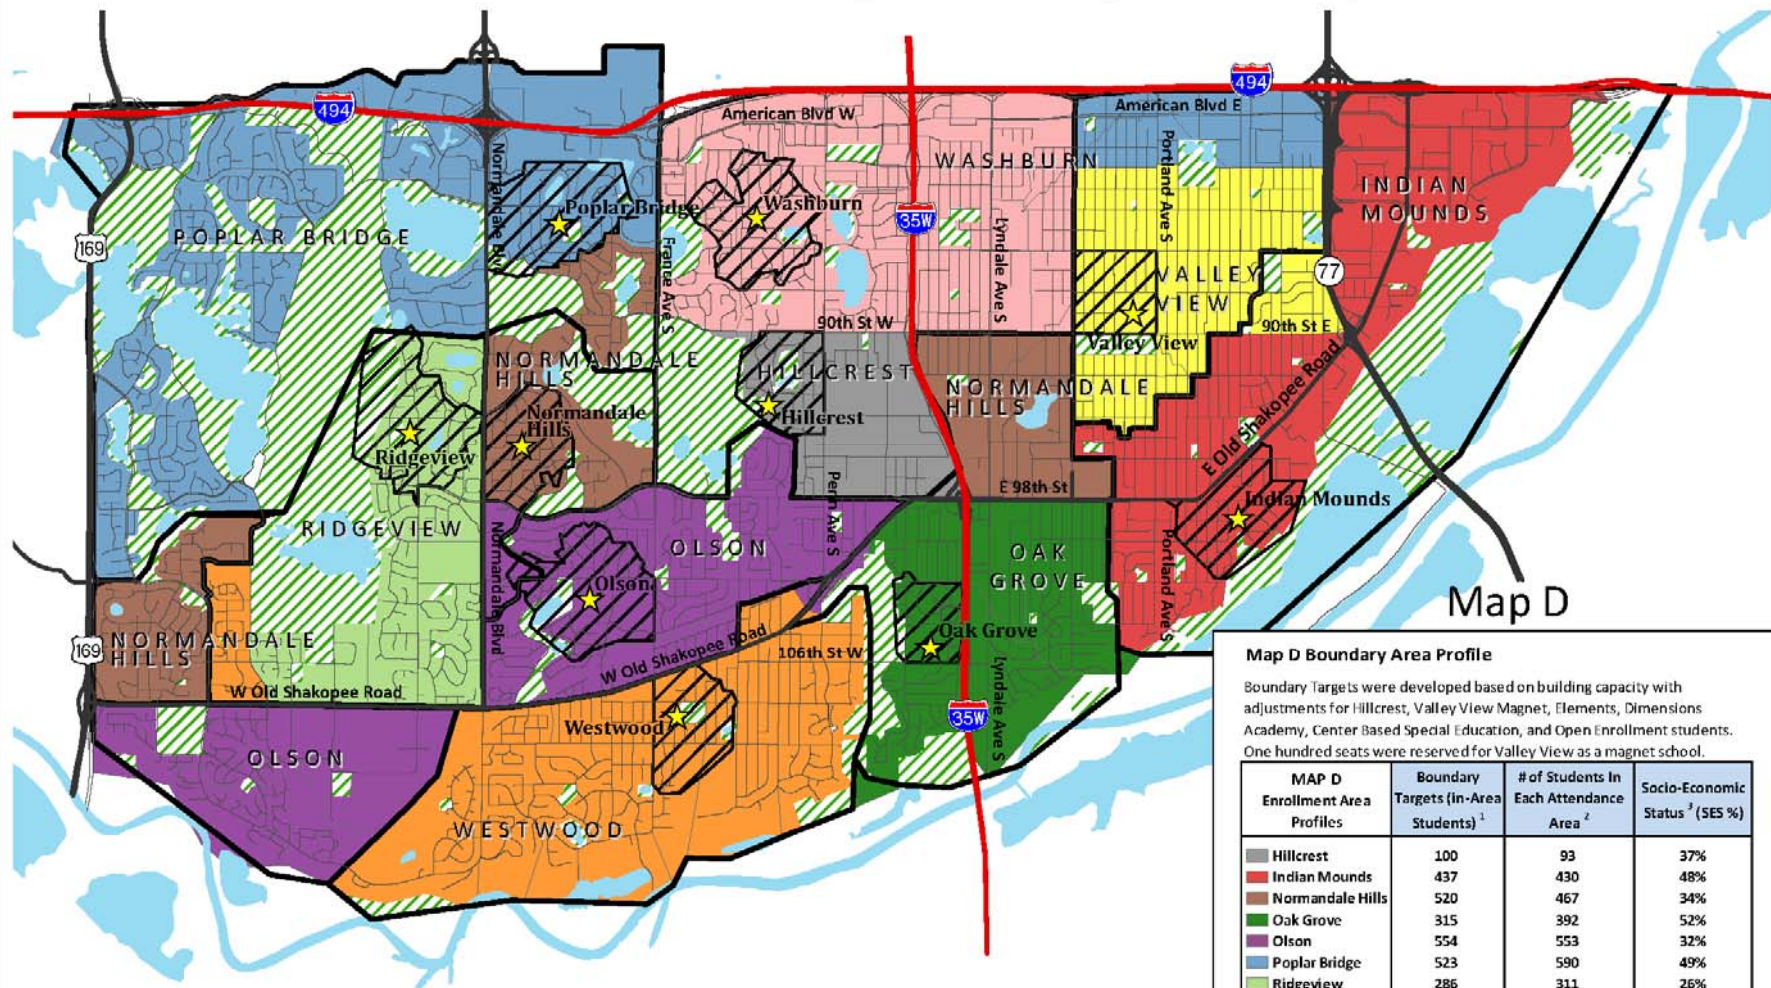 494
494
American Blvd W
American Blvd E
WASHBURN
Portland Ave S
INDIAN
MOUNDS
Normandale Blvd
Poplar Bridge
Washburn
35W
169
POPLAR BRIDGE
France Ave S
Lyndale Ave S
VALLEY
VIEW
77
90th St W
90th St E
Valley View
NORMANDALE
HILLS
HILLCREST
NORMANDALE
HILLS
E Old Shakopee Road
Normandale
Hills
Hillcrest
Ridgeview
E 98th St
Indian Mounds
Penn Ave S
RIDGEVIEW
Normandale Blvd
OLSON
OAK
GROVE
Portland Ave S
Olson
Map D
NORMANDALE
HILLS
169
Oak Grove
106th St W
W Old Shakopee Road
W Old Shakopee Road
Lyndale Ave S
Westwood
35W
OLSON
WESTWOOD
Map D Boundary Area Profile
Boundary Targets were developed based on building capacity with
adjustments for Hillcrest, Valley View Magnet, Elements, Dimensions
Academy, Center Based Special Education, and Open Enrollment students.
One hundred seats were reserved for Valley View as a magnet school.
MAP D Enrollment Area Profiles Boundary Targets (in-Area Students) 1 # of Students In Each Attendance Area 2 Socio-Economic Status 3 (SES %)
Hillcrest 100 93 37%
Indian Mounds 437 430 48%
Normandale Hills 520 467 34%
Oak Grove 315 392 52%
Olson 554 553 32%
Poplar Bridge 523 590 49%
Ridgeview 286 311 26%